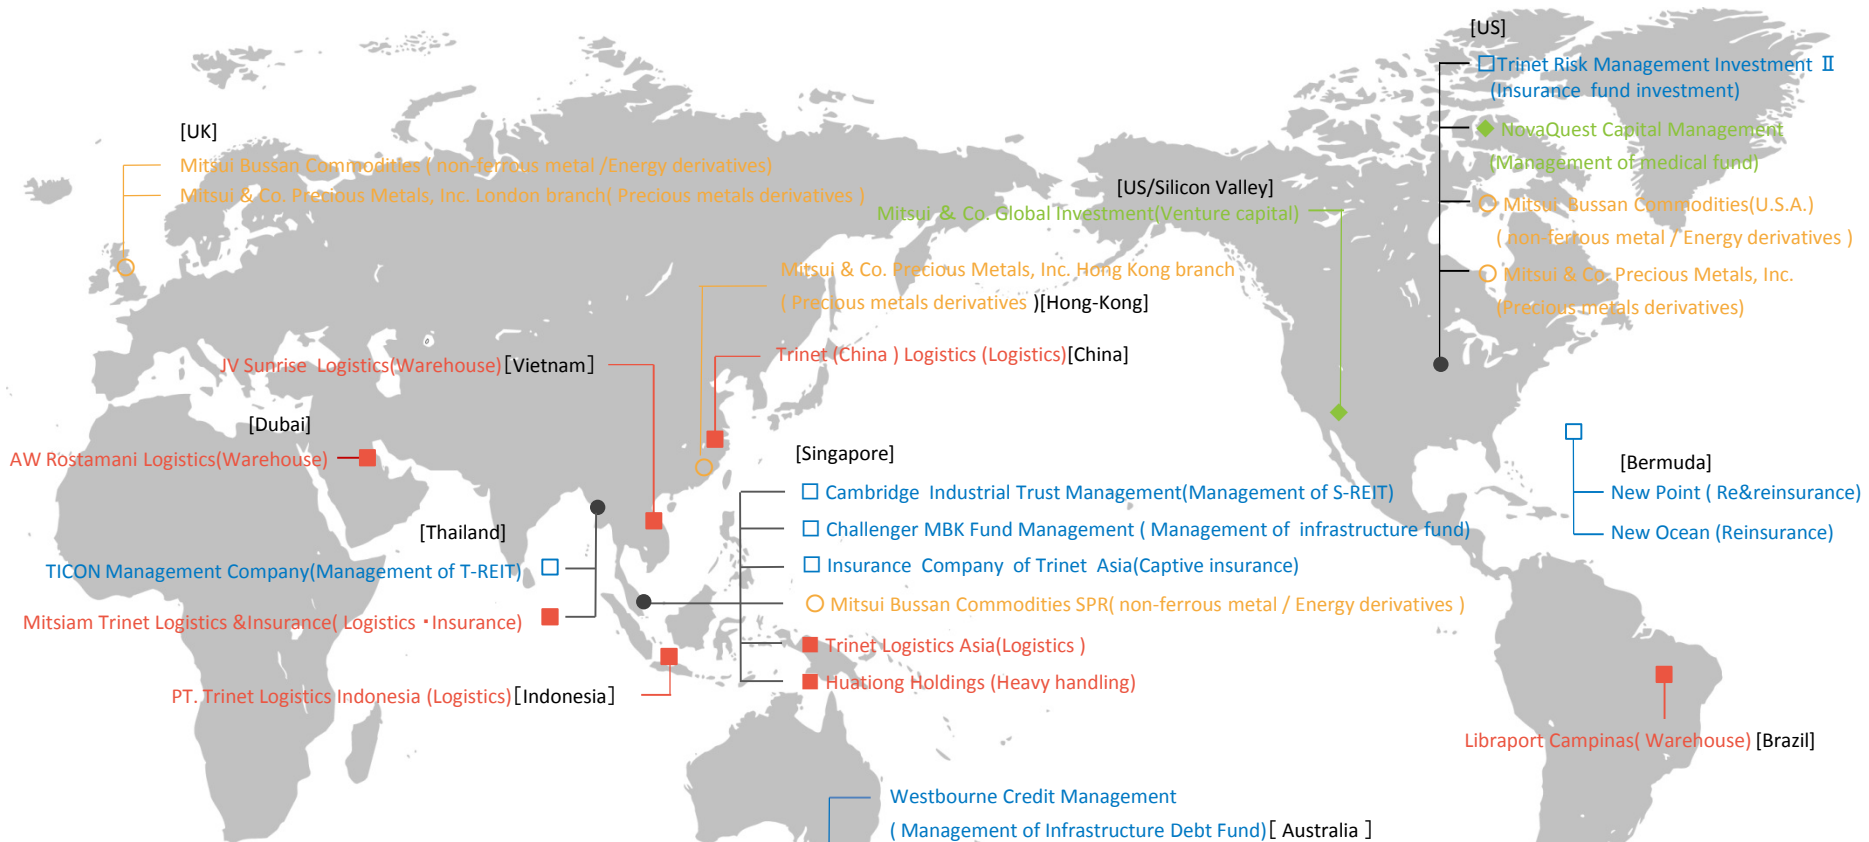 [US]
Trinet Risk Management Investment Ⅱ
(Insurance fund investment)
NovaQuest Capital Management
(Management of medical fund)
Mitsui Bussan Commodities(U.S.A.)
( non-ferrous metal / Energy derivatives )
Mitsui & Co. Precious Metals, Inc.
(Precious metals derivatives)
[UK]
Mitsui Bussan Commodities ( non-ferrous metal /Energy derivatives)
Mitsui & Co. Precious Metals, Inc. London branch( Precious metals derivatives )
[US/Silicon Valley]
Mitsui & Co. Global Investment(Venture capital)
Mitsui & Co. Precious Metals, Inc. Hong Kong branch
( Precious metals derivatives )[Hong-Kong]
JV Sunrise Logistics(Warehouse) [Vietnam]
Trinet (China ) Logistics (Logistics)[China]
[Dubai]
AW Rostamani Logistics(Warehouse)
[Singapore]
Cambridge Industrial Trust Management(Management of S-REIT)
Challenger MBK Fund Management ( Management of infrastructure fund)
Insurance Company of Trinet Asia(Captive insurance)
Mitsui Bussan Commodities SPR( non-ferrous metal / Energy derivatives )
Trinet Logistics Asia(Logistics )
Huationg Holdings (Heavy handling)
[Bermuda]
New Point ( Re&reinsurance)
New Ocean (Reinsurance)
[Thailand]
TICON Management Company(Management of T-REIT)
Mitsiam Trinet Logistics &Insurance( Logistics・Insurance)
PT. Trinet Logistics Indonesia (Logistics)[Indonesia]
Libraport Campinas( Warehouse) [Brazil]
Westbourne Credit Management
( Management of Infrastructure Debt Fund)[ Australia ]